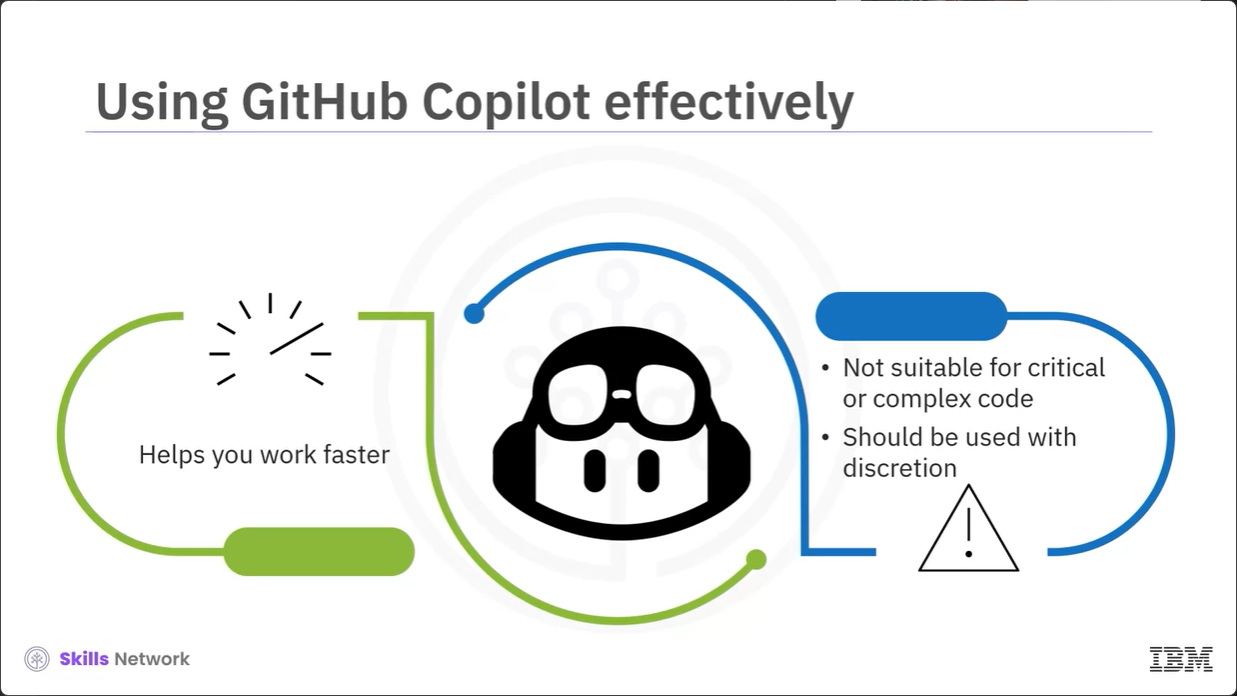 Using GitHub Copilot effectively
Helps you work faster
• Not suitable for critical
or complex code
• Should be used with
discretion
Skills Network
IBM